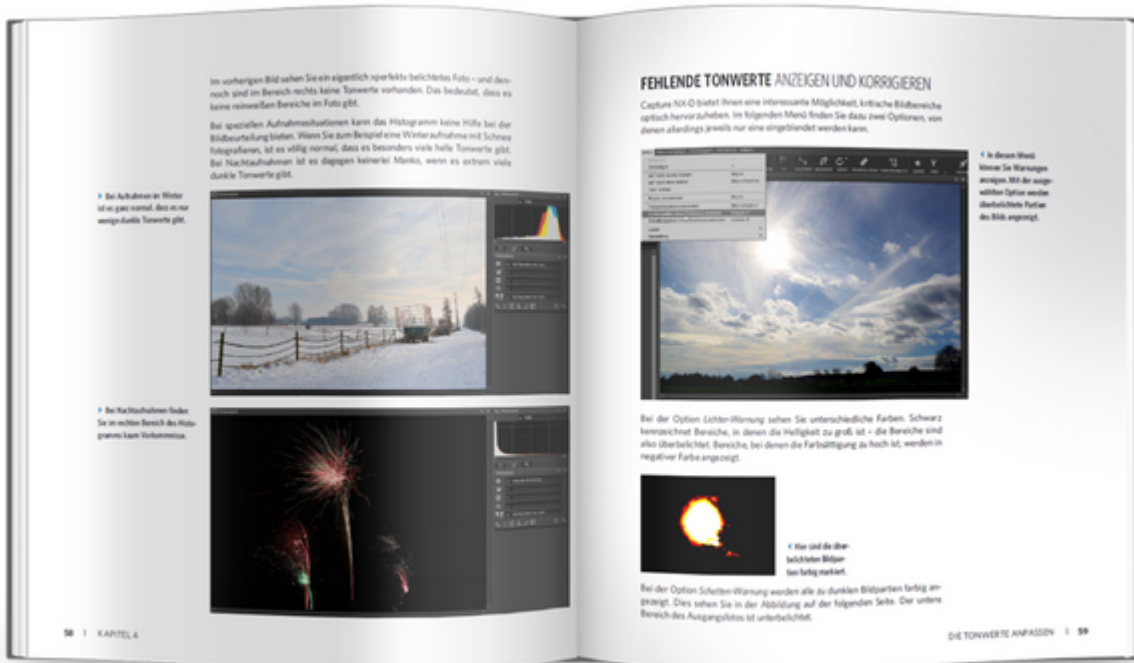 Im vorherigen Bild sehen Sie ein eigentlich »perfekt« belichtetes Foto – und den-
noch sind im Bereich rechts keine Tonwerte vorhanden. Das bedeutet, dass es
keine reinweißen Bereiche im Foto gibt.
Bei speziellen Aufnahmesituationen kann das Histogramm keine Hilfe bei der
Bildbeurteilung bieten. Wenn Sie zum Beispiel eine Winteraufnahme mit Schnee
fotografieren, ist es völlig normal, dass es besonders viele helle Tonwerte gibt.
Bei Nachtaufnahmen ist es dagegen keinerlei Manko, wenn es extrem viele
dunkle Tonwerte gibt.
Bei Aufnahmen im Winter
ist es ganz normal, dass es nur
wenige dunkle Tonwerte gibt.
Bei Nachtaufnahmen finden
Sie im rechten Bereich des Histo-
gramms kaum Vorkommnisse.
58 | KAPITEL 4
FEHLENDE TONWERTE ANZEIGEN UND KORRIGIEREN
Capture NX-D bietet Ihnen eine interessante Möglichkeit, kritische Bildbereiche
optisch hervorzuheben. Im folgenden Menü finden Sie dazu zwei Optionen, von
denen allerdings jeweils nur eine eingeblendet werden kann.
In diesem Menü
können Sie Warnungen
anzeigen. Mit der ausge-
wählten Option werden
überbelichtete Partien
des Bilds angezeigt.
Bei der Option Lichter-Warnung sehen Sie unterschiedliche Farben. Schwarz
kennzeichnet Bereiche, in denen die Helligkeit zu groß ist – die Bereiche sind
also überbelichtet. Bereiche, bei denen die Farbsättigung zu hoch ist, werden in
negativer Farbe angezeigt.
Hier sind die über-
belichteten Bildpar-
tien farbig markiert.
Bei der Option Schatten-Warnung werden alle zu dunklen Bildpartien farbig an-
gezeigt. Dies sehen Sie in der Abbildung auf der folgenden Seite. Der untere
Bereich des Ausgangsfotos ist unterbelichtet.
DIE TONWERTE ANPASSEN | 59